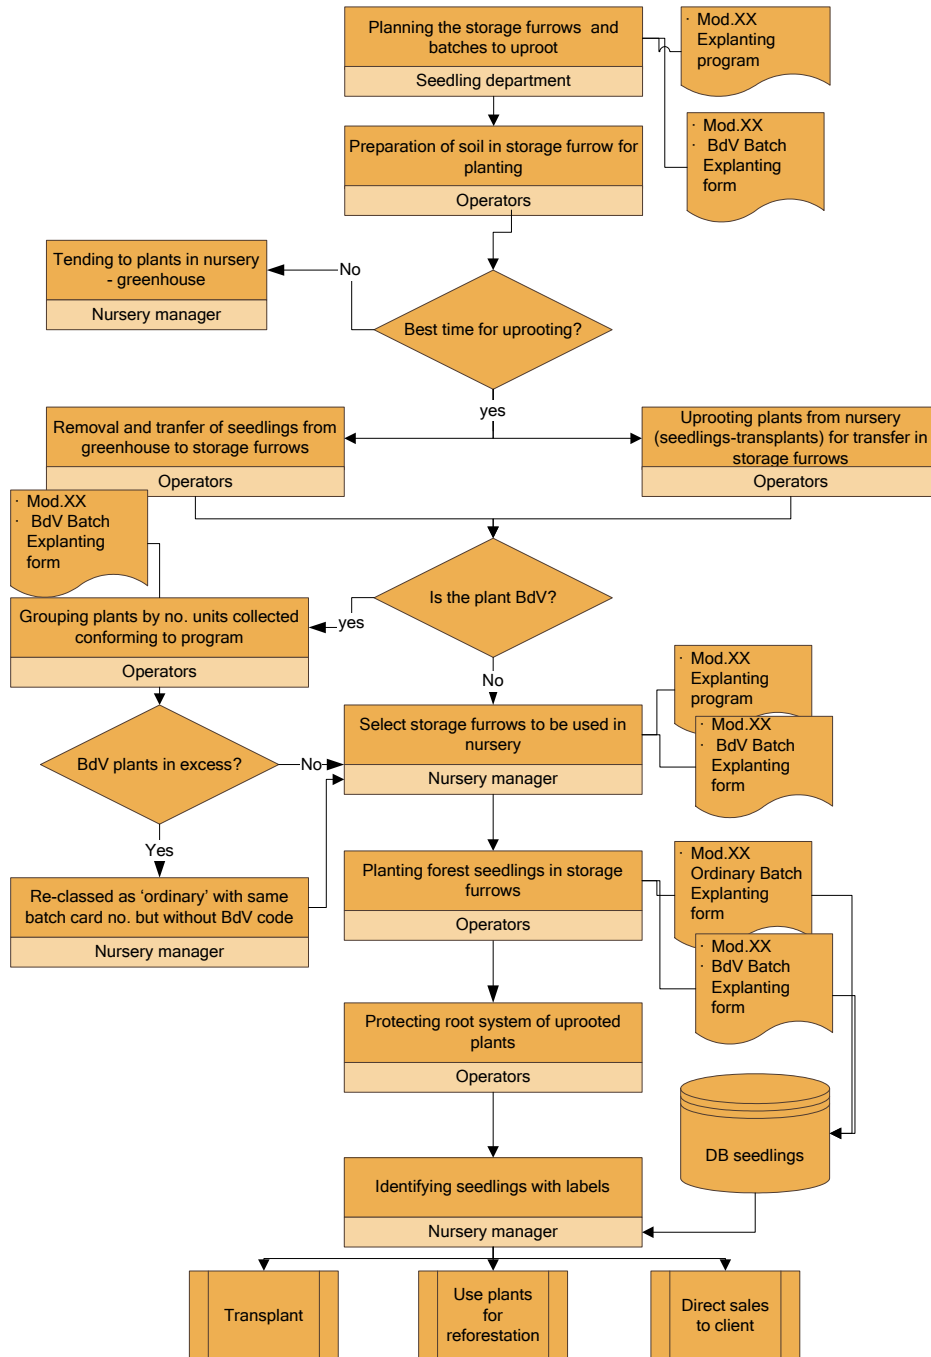 Planning the storage furrows and
batches to uproot
Seedling department
· Mod.XX
Explanting
program
· Mod.XX
· BdV Batch
Explanting
form
Preparation of soil in storage furrow for
planting
Operators
Tending to plants in nursery
- greenhouse
Nursery manager
No
Best time for uprooting?
yes
Removal and tranfer of seedlings from
greenhouse to storage furrows
Operators
Uprooting plants from nursery
(seedlings-transplants) for transfer in
storage furrows
Operators
· Mod.XX
· BdV Batch
Explanting
form
Is the plant BdV?
yes
No
Grouping plants by no. units collected
conforming to program
Operators
· Mod.XX
Explanting
program
· Mod.XX
· BdV Batch
Explanting
form
Select storage furrows to be used in
nursery
Nursery manager
BdV plants in excess?
No
Yes
Re-classed as ‘ordinary’ with same
batch card no. but without BdV code
Nursery manager
Planting forest seedlings in storage
furrows
Operators
· Mod.XX
Ordinary Batch
Explanting
form
· Mod.XX
· BdV Batch
Explanting
form
Protecting root system of uprooted
plants
Operators
DB seedlings
Identifying seedlings with labels
Nursery manager
Transplant
Use plants
for
reforestation
Direct sales
to client